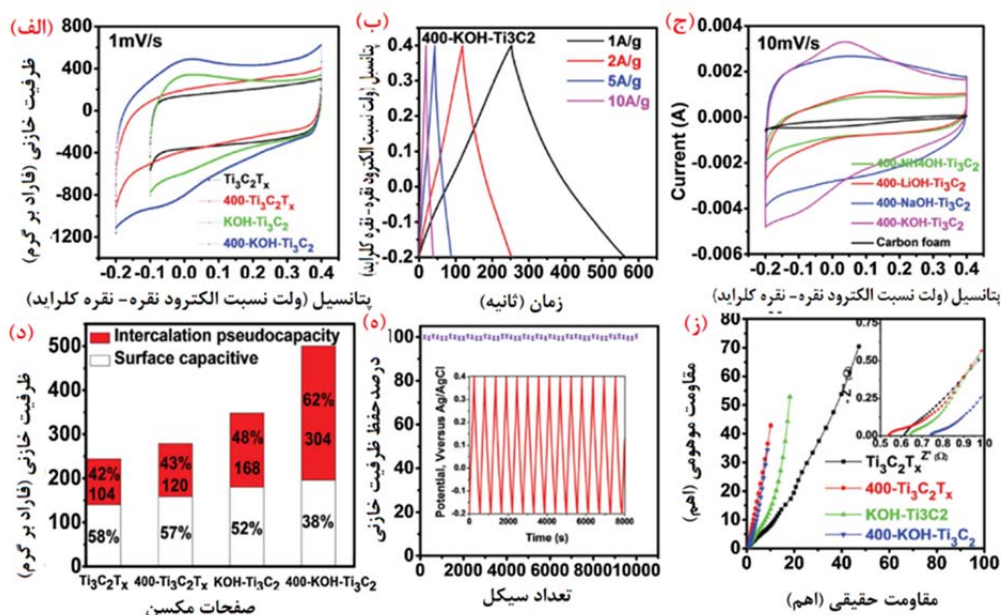 (الف)
1mV/s
ظرفیت خازنی (فاراد بر گرم)
800
400
0
-400
-800
-1200
Ti₃C₂Tₓ
400-Ti₃C₂Tₓ
KOH-Ti₃C₂
400-KOH-Ti₃C₂
-0.2 -0.1 0.0 0.1 0.2 0.3 0.4
پتانسیل (ولت نسبت الکترود نقره- نقره کلراید)
(ب)
400-KOH-Ti3C2
پتانسیل (ولت نسبت الکترود نقره-نقره کلراید)
0.4
0.3
0.2
0.1
0.0
-0.1
-0.2
1A/g
2A/g
5A/g
10A/g
0 100 200 300 400 500 600
زمان (ثانیه)
(ج)
10mV/s
Current (A)
0.004
0.002
0.000
-0.002
-0.004
-0.006
400-NH4OH-Ti₃C₂
400-LiOH-Ti₃C₂
400-NaOH-Ti₃C₂
400-KOH-Ti₃C₂
Carbon foam
-0.2 -0.1 0.0 0.1 0.2 0.3 0.4
پتانسیل (ولت نسبت الکترود نقره- نقره کلراید)
(د)
ظرفیت خازنی (فاراد بر گرم)
500
400
300
200
100
0
Intercalation pseudocapacity
Surface capacitive
42%
104
58%
43%
120
57%
48%
168
52%
62%
304
38%
Ti₃C₂Tₓ 400-Ti₃C₂Tₓ KOH-Ti₃C₂ 400-KOH-Ti₃C₂
صفحات مکسن
(ه)
درصدحفظ ظرفیت خازنی
100
80
60
40
20
0
Potential, Vversus Ag/AgCl
0.4
0.3
0.2
0.1
0.0
-0.1
-0.2
0 2000 4000 6000 8000
Time (s)
0 2000 4000 6000 8000 10000
تعداد سیکل
(ز)
مقاومت موهومی (اهم)
80
70
60
50
40
30
20
10
0
0.75
0.50
0.25
0.00
0.5 0.6 0.7 0.8 0.9 1.0
Z' (Ω)
Ti₃C₂Tₓ
400-Ti₃C₂Tₓ
KOH-Ti3C2
400-KOH-Ti₃C₂
0 10 20 30 40 50 60
مقاومت حقیقی (اهم)